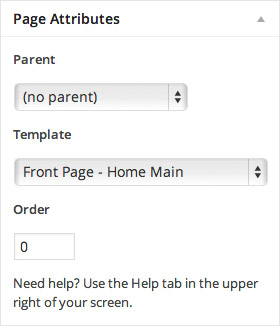 Page Attributes
Parent
(no parent)
Template
Front Page - Home Main
Order
0
Need help? Use the Help tab in the upper
right of your screen.